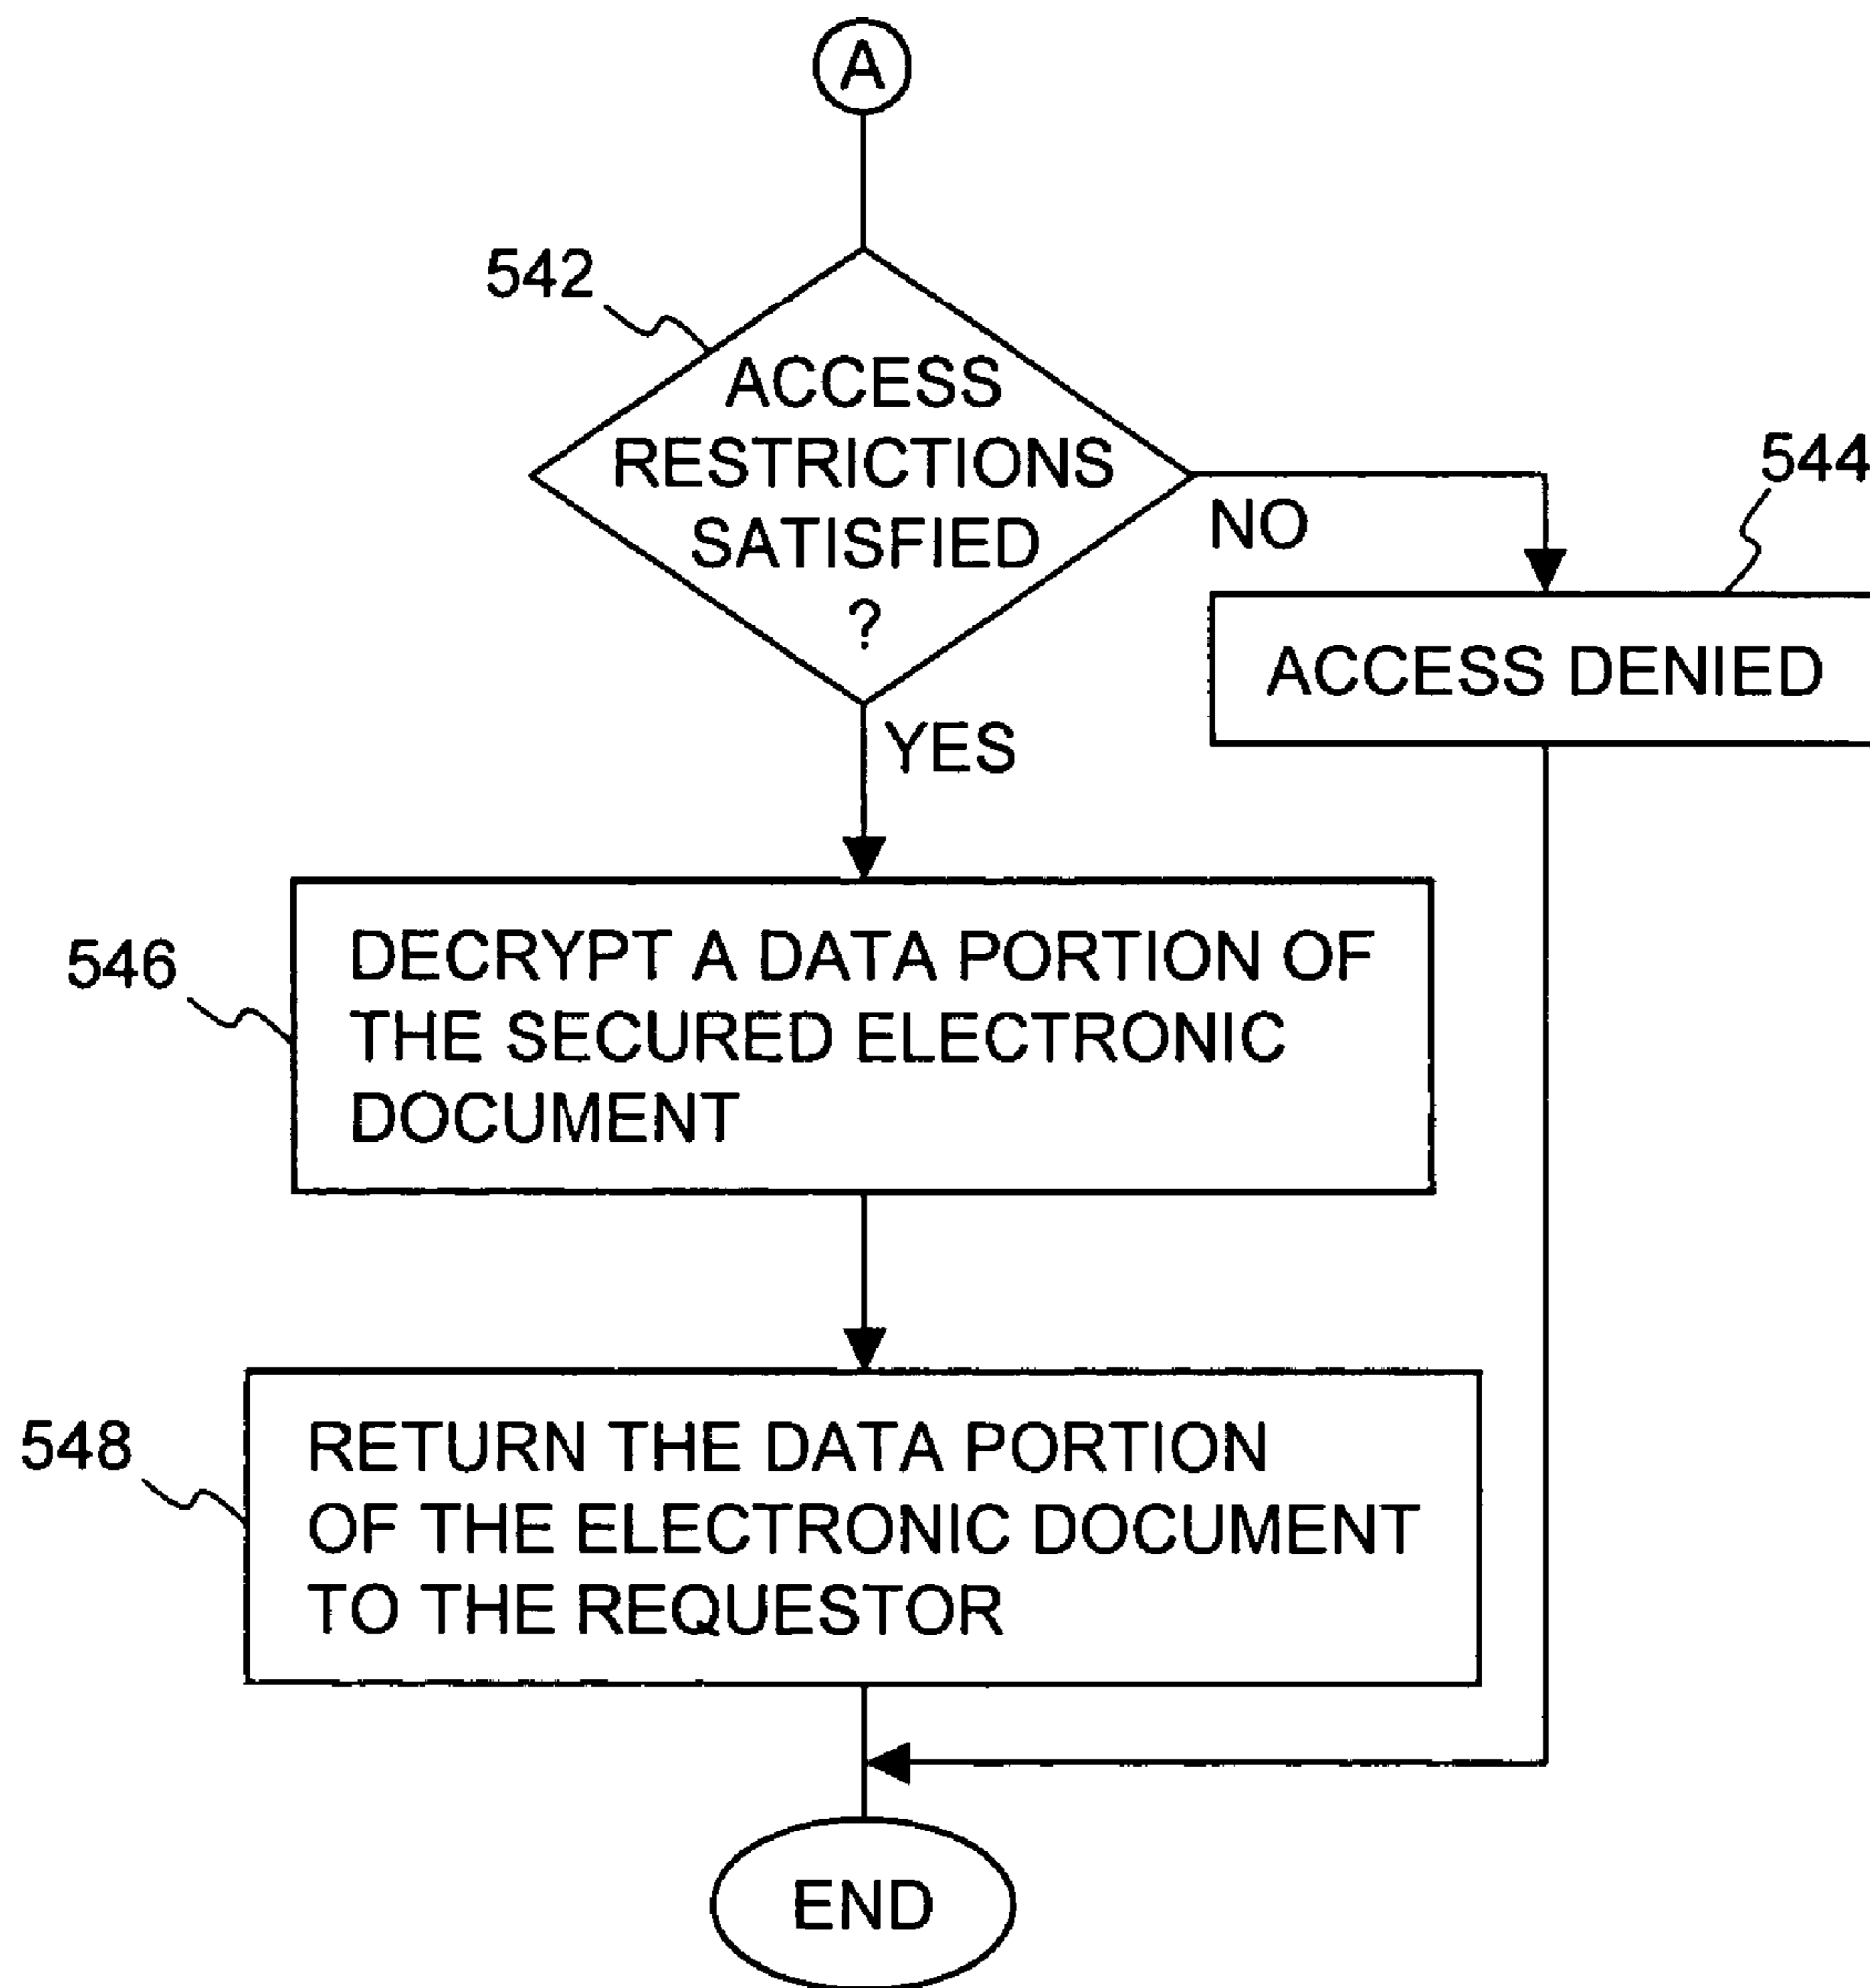 A
542
ACCESS
RESTRICTIONS
SATISFIED
?
NO
544
ACCESS DENIED
YES
546
DECRYPT A DATA PORTION OF
THE SECURED ELECTRONIC
DOCUMENT
548
RETURN THE DATA PORTION
OF THE ELECTRONIC DOCUMENT
TO THE REQUESTOR
END